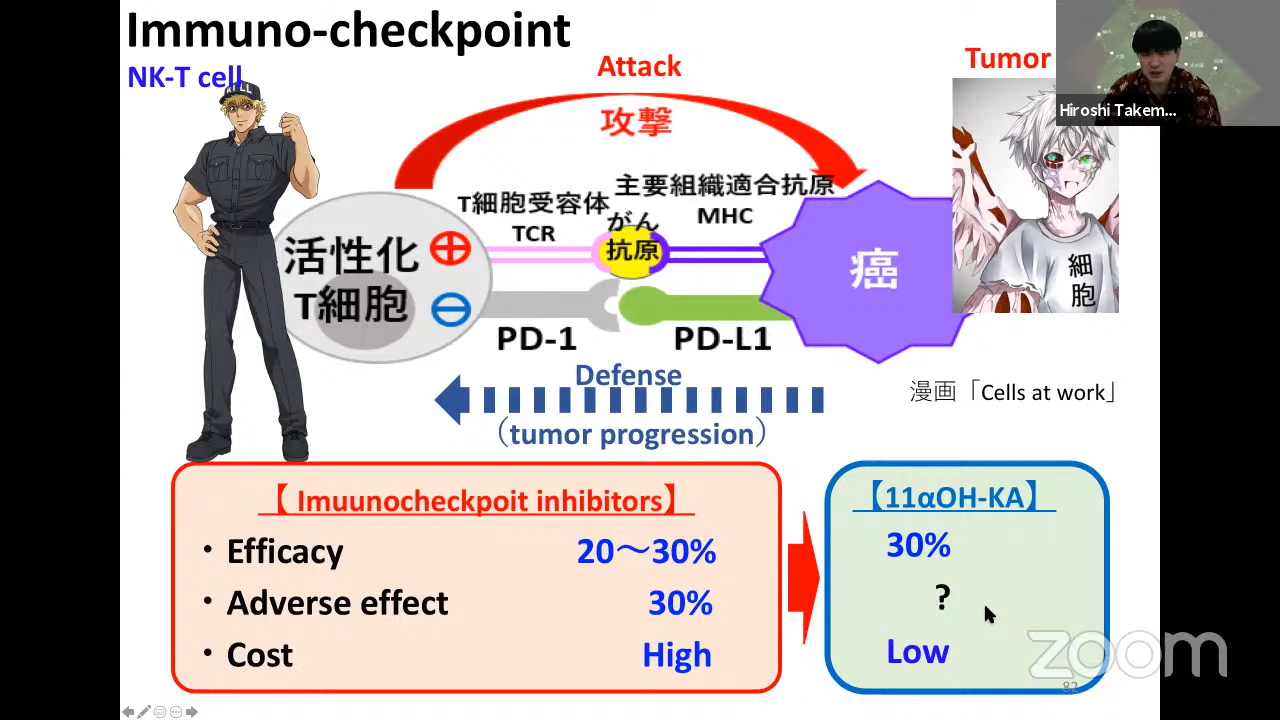 Immuno-checkpoint
NK-T cell
Attack
攻撃
Tumor
Hiroshi Takem...
主要組織適合抗原
MHC
T細胞受容体
TCR
がん
抗原
活性化
T細胞
癌
細
胞
PD-1
PD-L1
Defense
（tumor progression）
漫画「Cells at work」
【 Imuunocheckpoit inhibitors】
・Efficacy 20～30%
・Adverse effect 30%
・Cost High
【11αOH-KA】
30%
?
Low
zoom
82